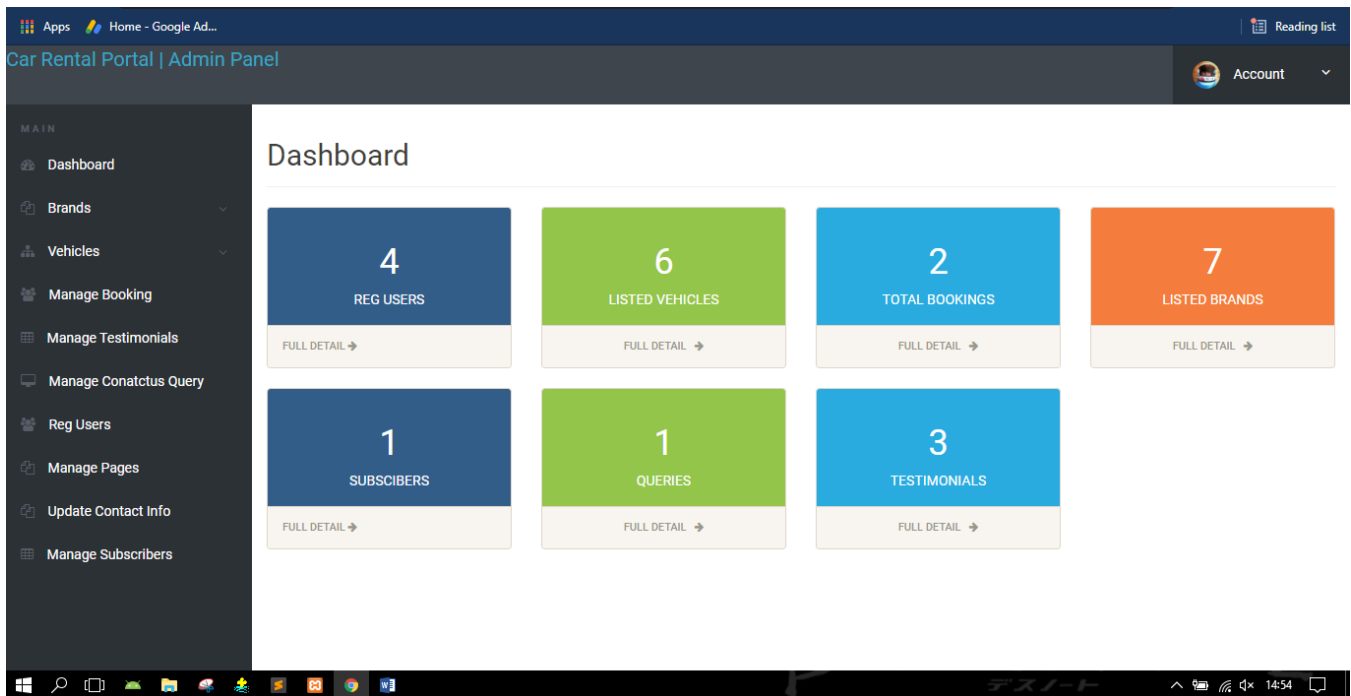 Apps Home - Google Ad... Reading list
Car Rental Portal | Admin Panel
Account
MAIN
Dashboard
Brands
Vehicles
Manage Booking
Manage Testimonials
Manage Conatctus Query
Reg Users
Manage Pages
Update Contact Info
Manage Subscribers
Dashboard
4
REG USERS
FULL DETAIL
6
LISTED VEHICLES
FULL DETAIL
2
TOTAL BOOKINGS
FULL DETAIL
7
LISTED BRANDS
FULL DETAIL
1
SUBSCIBERS
FULL DETAIL
1
QUERIES
FULL DETAIL
3
TESTIMONIALS
FULL DETAIL
デスノート
14:54